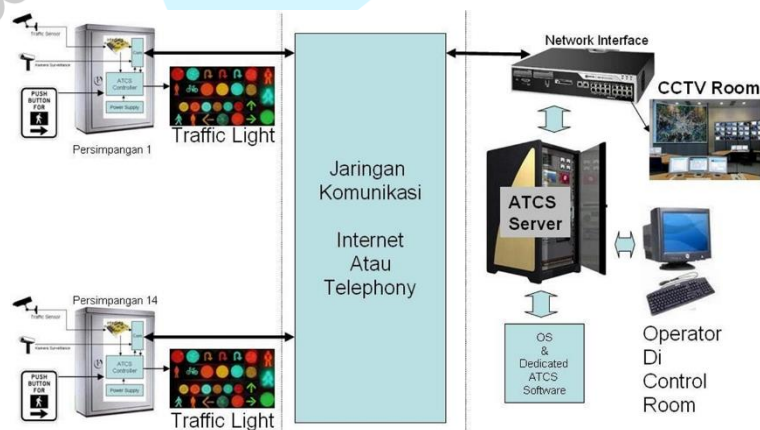 Traffic Sensor
Com
Kamera Surveillance
ATCS
Controller
Power Supply
PUSH
BUTTON
FOR
Traffic Light
Persimpangan 1
Persimpangan 14
Traffic Sensor
Com
Kamera Surveillance
ATCS
Controller
Power Supply
PUSH
BUTTON
FOR
Traffic Light
Jaringan
Komunikasi
Internet
Atau
Telephony
Network Interface
CCTV Room
ATCS
Server
OS
&
Dedicated
ATCS
Software
Operator
Di
Control
Room